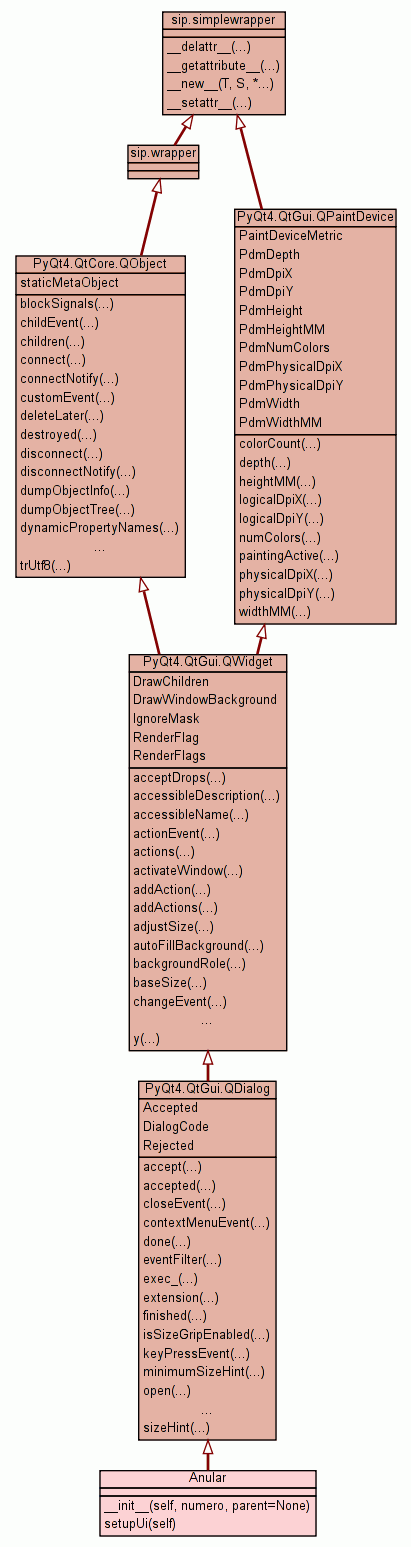 sip.simplewrapper
__delattr__(...)
__getattribute__(...)
__new__(T, S, *...)
__setattr__(...)
sip.wrapper
PyQt4.QtCore.QObject
staticMetaObject
blockSignals(...)
childEvent(...)
children(...)
connect(...)
connectNotify(...)
customEvent(...)
deleteLater(...)
destroyed(...)
disconnect(...)
disconnectNotify(...)
dumpObjectInfo(...)
dumpObjectTree(...)
dynamicPropertyNames(...)
...
trUtf8(...)
PyQt4.QtGui.QPaintDevice
PaintDeviceMetric
PdmDepth
PdmDpiX
PdmDpiY
PdmHeight
PdmHeightMM
PdmNumColors
PdmPhysicalDpiX
PdmPhysicalDpiY
PdmWidth
PdmWidthMM
colorCount(...)
depth(...)
heightMM(...)
logicalDpiX(...)
logicalDpiY(...)
numColors(...)
paintingActive(...)
physicalDpiX(...)
physicalDpiY(...)
widthMM(...)
PyQt4.QtGui.QWidget
DrawChildren
DrawWindowBackground
IgnoreMask
RenderFlag
RenderFlags
acceptDrops(...)
accessibleDescription(...)
accessibleName(...)
actionEvent(...)
actions(...)
activateWindow(...)
addAction(...)
addActions(...)
adjustSize(...)
autoFillBackground(...)
backgroundRole(...)
baseSize(...)
changeEvent(...)
...
y(...)
PyQt4.QtGui.QDialog
Accepted
DialogCode
Rejected
accept(...)
accepted(...)
closeEvent(...)
contextMenuEvent(...)
done(...)
eventFilter(...)
exec_(...)
extension(...)
finished(...)
isSizeGripEnabled(...)
keyPressEvent(...)
minimumSizeHint(...)
open(...)
...
sizeHint(...)
Anular
__init__(self, numero, parent=None)
setupUi(self)